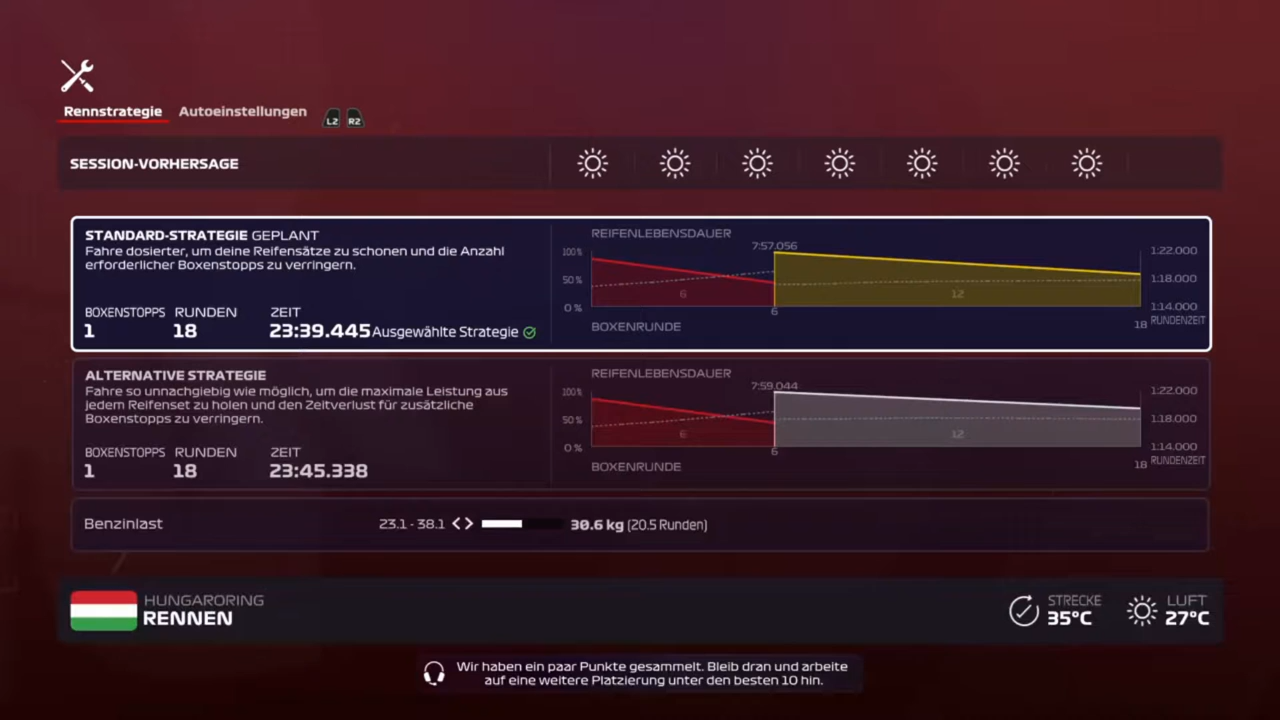 Rennstrategie Autoeinstellungen L2 R2
SESSION-VORHERSAGE
STANDARD-STRATEGIE GEPLANT
Fahre dosierter, um deine Reifensätze zu schonen und die Anzahl
erforderlicher Boxenstopps zu verringern.
BOXENSTOPPS RUNDEN ZEIT
1 18 23:39.445 Ausgewählte Strategie
REIFENLEBENSDAUER
7:57.056
100% 1:22.000
50% 1:18.000
6 12
0% 1:14.000
6
18 RUNDENZEIT
BOXENRUNDE
ALTERNATIVE STRATEGIE
Fahre so unnachgiebig wie möglich, um die maximale Leistung aus
jedem Reifenset zu holen und den Zeitverlust für zusätzliche
Boxenstopps zu verringern.
BOXENSTOPPS RUNDEN ZEIT
1 18 23:45.338
REIFENLEBENSDAUER
7:59.044
100% 1:22.000
50% 1:18.000
6 12
0% 1:14.000
6
18 RUNDENZEIT
BOXENRUNDE
Benzinlast 23.1 - 38.1 <> 30.6 kg (20.5 Runden)
HUNGARORING
RENNEN
STRECKE
35°C
LUFT
27°C
Wir haben ein paar Punkte gesammelt. Bleib dran und arbeite
auf eine weitere Platzierung unter den besten 10 hin.